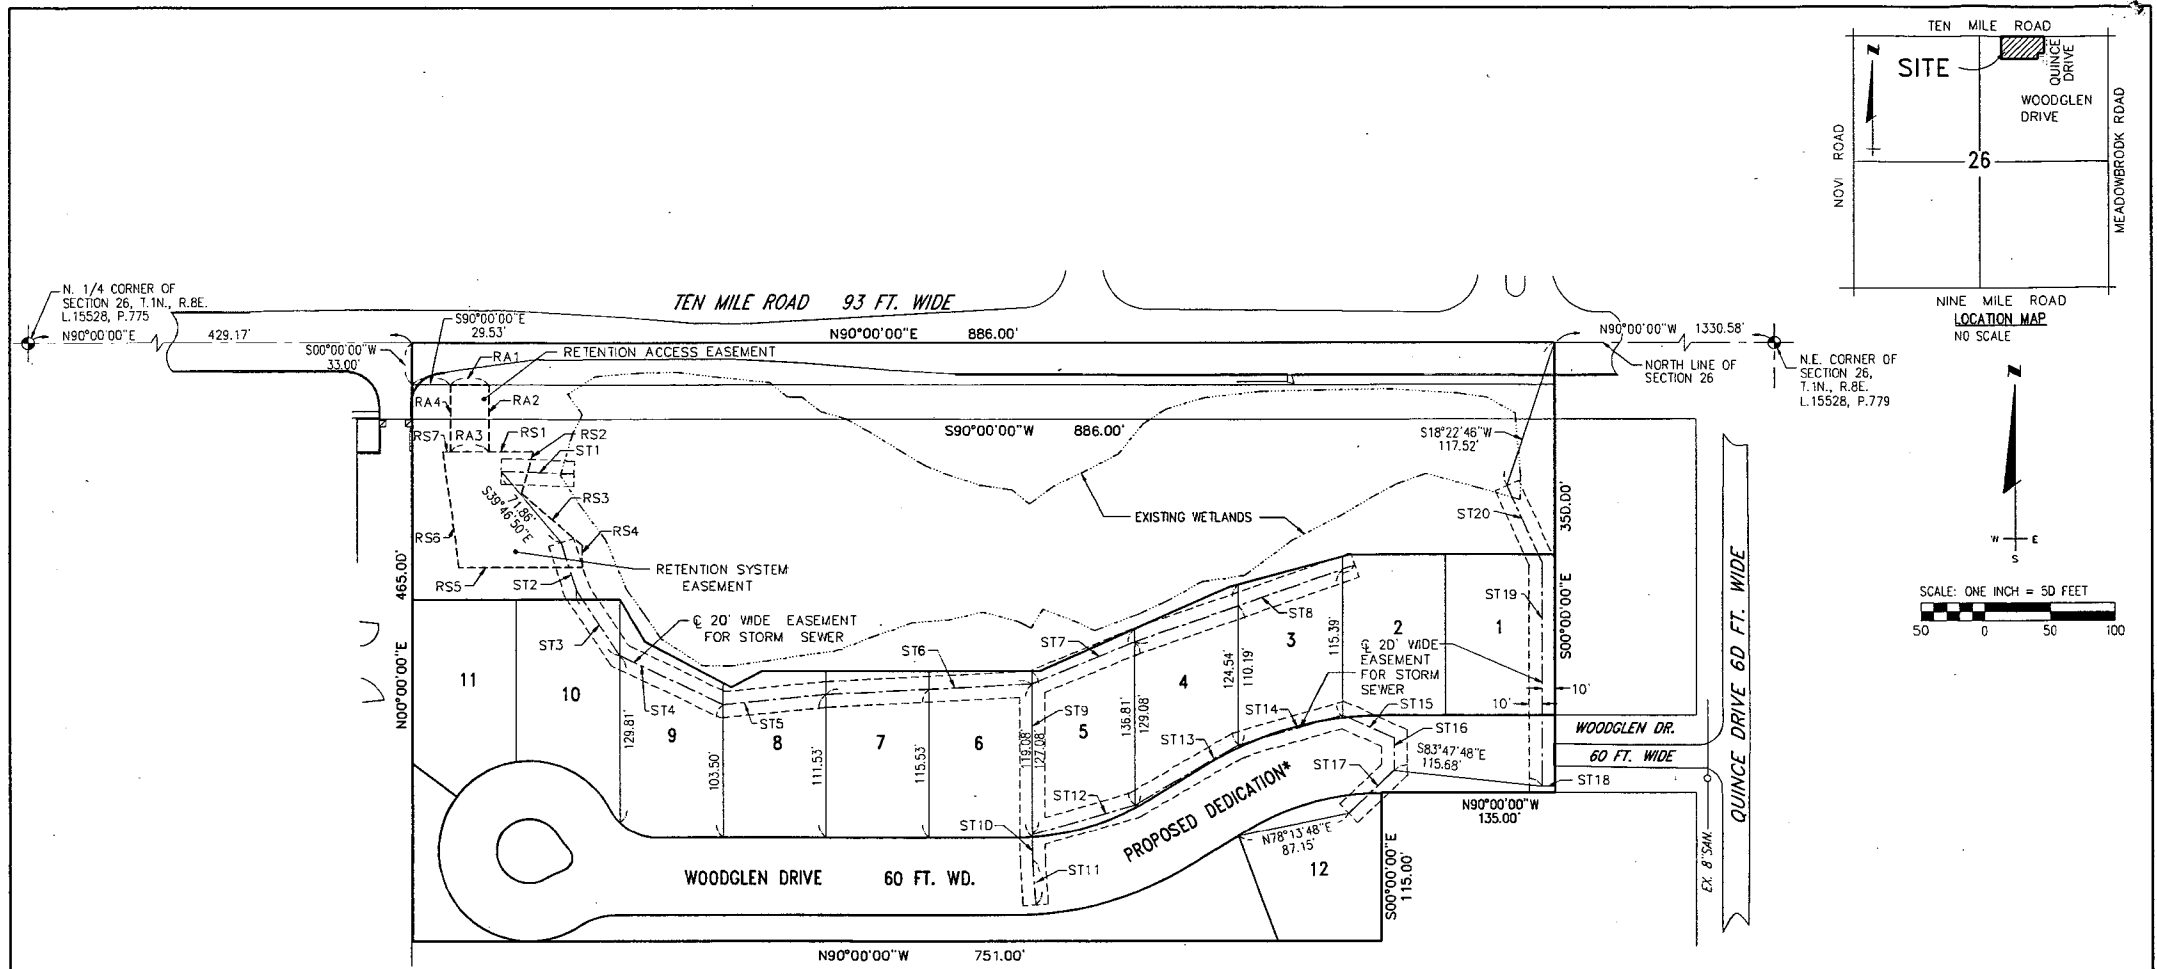 TEN MILE ROAD
SITE
QUINCE
DRIVE
WOODGLEN
DRIVE
NOVI ROAD
MEADOWBROOK RDAD
26
N
NINE MILE ROAD
LOCATION MAP
NO SCALE
N. 1/4 CORNER OF
SECTION 26, T.1N., R.8E.
L.15528, P.775
N90°00'00"E
429.17'
S90°00'00"E
29.53'
S00°00'00"W
33.00'
RA1
RETENTION ACCESS EASEMENT
TEN MILE ROAD 93 FT. WIDE
N90°00'00"E 886.00'
N90°00'00"W 1330.58'
NORTH LINE OF
SECTION 26
N.E. CORNER OF
SECTION 26,
T.1N., R.8E.
L.15528, P.779
RA4
RA2
RA3
RS7
RS1
RS2
ST1
S90°00'00"W 886.00'
S18°22'46"W
117.52'
RS3
71.86'
S39°46'50"E
RS4
RS6
RS5
ST2
RETENTION SYSTEM
EASEMENT
EXISTING WETLANDS
ST20
350.00'
465.0D'
N00°00'00"E
S00°00'00"E
N
W E
S
SCALE: ONE INCH = 5D FEET
50 0 50 100
ST19
ST3
℄ 20' WIDE EASEMENT
FOR STORM SEWER
ST6
ST7
ST8
3
2
1
℄ 2D' WIDE
EASEMENT
FOR STORM
SEWER
11
10
9
8
7
6
5
4
ST4
ST5
ST9
129.81'
103.50'
111.53'
115.53'
119.08'
127.08'
136.81'
129.08'
124.54'
110.19'
115.39'
10'
10'
ST14
ST15
ST13
ST16
S83°47'48"E
115.68'
ST17
ST18
ST12
ST1D
ST11
WOODGLEN DR.
60 FT. WIDE
QUINCE DRIVE 6D FT. WIDE
EX. 8"SAN.
N90°00'00"W
135.00'
PROPOSED DEDICATION*
N78°13'48"E
87.15'
12
S00°00'00"E
115.00'
WOODGLEN DRIVE 60 FT. WD.
N90°00'00"W 751.00'